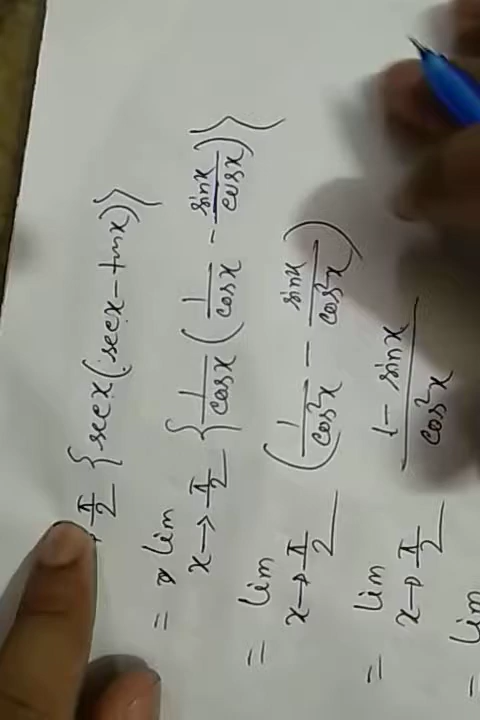 π/2 {secx(secx-tanx)}
= lim x→π/2 {1/cosx (1/cosx - sinx/cosx)}
= lim x→π/2 (1/cos²x - sinx/cos²x)
= lim x→π/2 1-sinx/cos²x
= lim